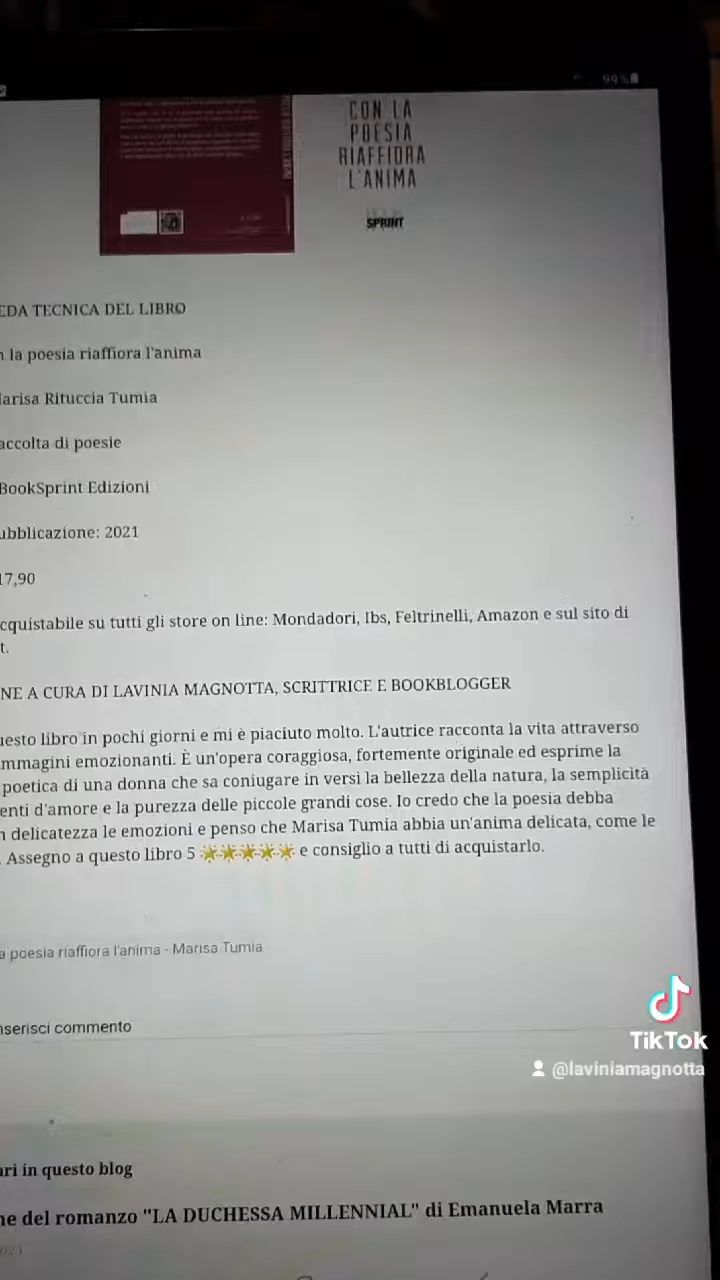 99%
CON LA
POESIA
RIAFFIORA
L'ANIMA
SPRINT
EDA TECNICA DEL LIBRO
n la poesia riaffiora l'anima
arisa Rituccia Tumia
accolta di poesie
BookSprint Edizioni
ubblicazione: 2021
17,90
cquistabile su tutti gli store on line: Mondadori, Ibs, Feltrinelli, Amazon e sul sito di
t.
NE A CURA DI LAVINIA MAGNOTTA, SCRITTRICE E BOOKBLOGGER
uesto libro in pochi giorni e mi è piaciuto molto. L'autrice racconta la vita attraverso
mmagini emozionanti. È un'opera coraggiosa, fortemente originale ed esprime la
poetica di una donna che sa coniugare in versi la bellezza della natura, la semplicità
enti d'amore e la purezza delle piccole grandi cose. Io credo che la poesia debba
n delicatezza le emozioni e penso che Marisa Tumia abbia un'anima delicata, come le
. Assegno a questo libro 5 🌟🌟🌟🌟🌟 e consiglio a tutti di acquistarlo.
a poesia riaffiora l'anima - Marisa Tumia
nserisci commento
TikTok
@laviniamagnotta
ari in questo blog
ne del romanzo "LA DUCHESSA MILLENNIAL" di Emanuela Marra